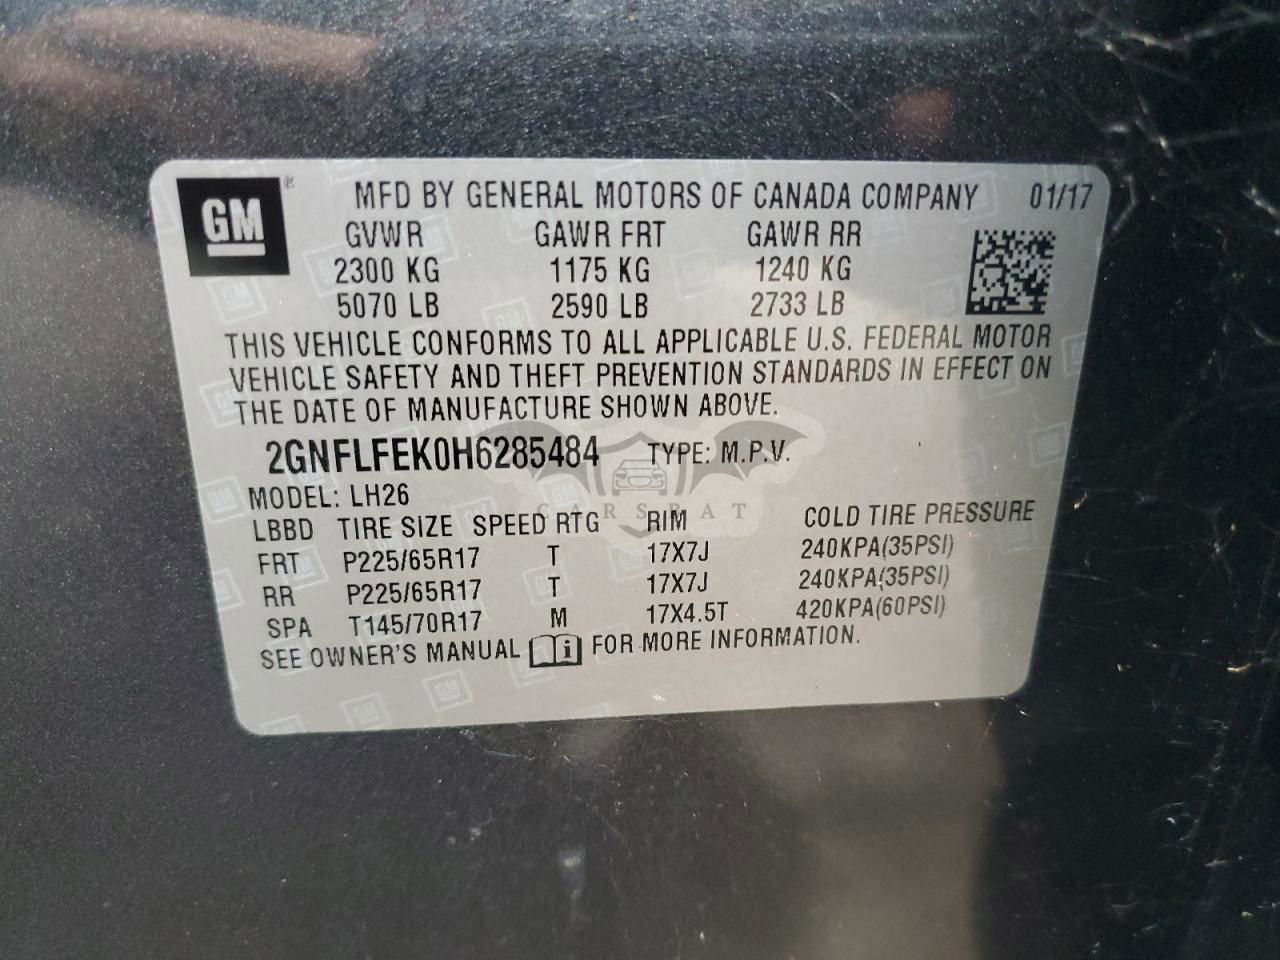 GM ® MFD BY GENERAL MOTORS OF CANADA COMPANY 01/17
GVWR GAWR FRT GAWR RR
2300 KG 1175 KG 1240 KG
5070 LB 2590 LB 2733 LB
THIS VEHICLE CONFORMS TO ALL APPLICABLE U.S. FEDERAL MOTOR
VEHICLE SAFETY AND THEFT PREVENTION STANDARDS IN EFFECT ON
THE DATE OF MANUFACTURE SHOWN ABOVE.
2GNFLFEK0H6285484 TYPE: M.P.V.
MODEL: LH26
CARSBAT
LBBD TIRE SIZE SPEED RTG RIM COLD TIRE PRESSURE
FRT P225/65R17 T 17X7J 240KPA(35PSI)
RR P225/65R17 T 17X7J 240KPA(35PSI)
SPA T145/70R17 M 17X4.5T 420KPA(60PSI)
SEE OWNER'S MANUAL i FOR MORE INFORMATION.